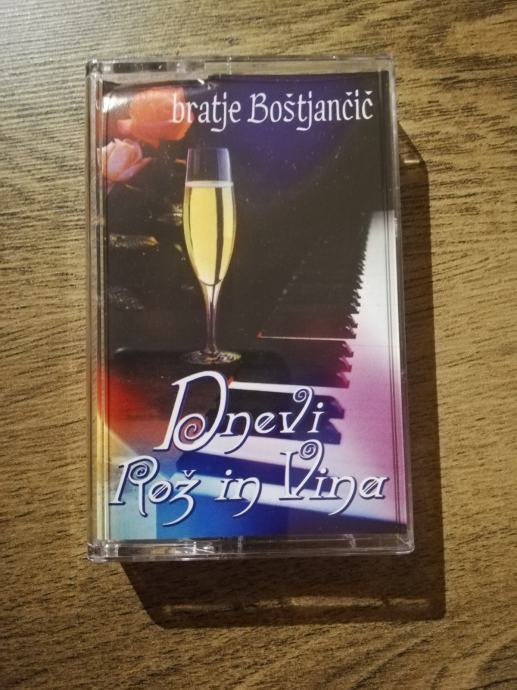 bratje Boštjančič
Dnevi
Rož in Vina